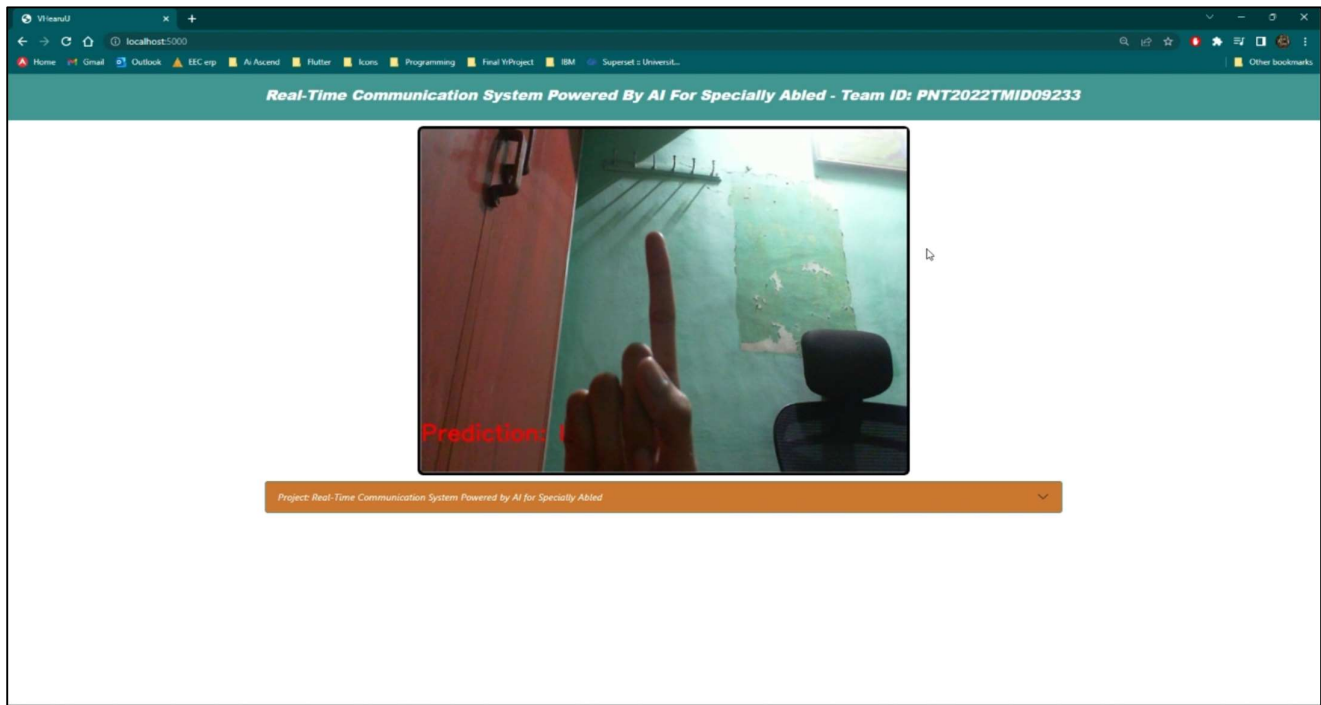 VHearuU
localhost:5000
Home Gmail Outlook EEC erp Ai Ascend Flutter Icons Programming Final YrProject IBM Superset :: Universit... Other bookmarks
Real-Time Communication System Powered By AI For Specially Abled - Team ID: PNT2022TMID09233
Prediction:
Project: Real-Time Communication System Powered by AI for Specially Abled